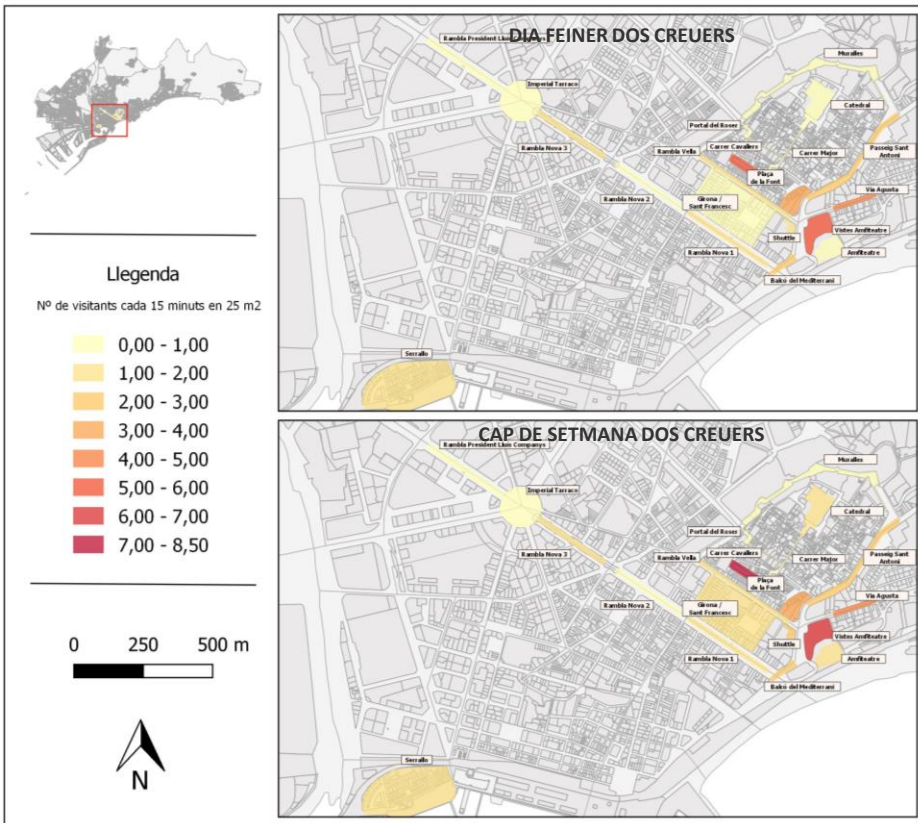 Llegenda
Nº de visitants cada 15 minuts en 25 m2
0,00 - 1,00
1,00 - 2,00
2,00 - 3,00
3,00 - 4,00
4,00 - 5,00
5,00 - 6,00
6,00 - 7,00
7,00 - 8,50
0 250 500 m
N
DIA FEINER DOS CREUERS
Rambla President Lluís Companys
Muralles
Imperial Tarraco
Catedral
Portal del Roser
Passeig Sant
Antoni
Rambla Nova 3
Rambla Vella
Carrer Cavallers
Carrer Major
Plaça
de la Font
Via Agusta
Rambla Nova 2
Girona /
Sant Francesc
Vistes Amfiteatre
Shuttle
Rambla Nova 1
Amfiteatre
Balcó del Mediterrani
Serrallo
CAP DE SETMANA DOS CREUERS
Rambla President Lluís Companys
Muralles
Imperial Tarraco
Catedral
Portal del Roser
Passeig Sant
Antoni
Rambla Nova 3
Rambla Vella
Carrer Cavallers
Carrer Major
Plaça
de la Font
Via Agusta
Rambla Nova 2
Girona /
Sant Francesc
Vistes Amfiteatre
Shuttle
Rambla Nova 1
Amfiteatre
Balcó del Mediterrani
Serrallo